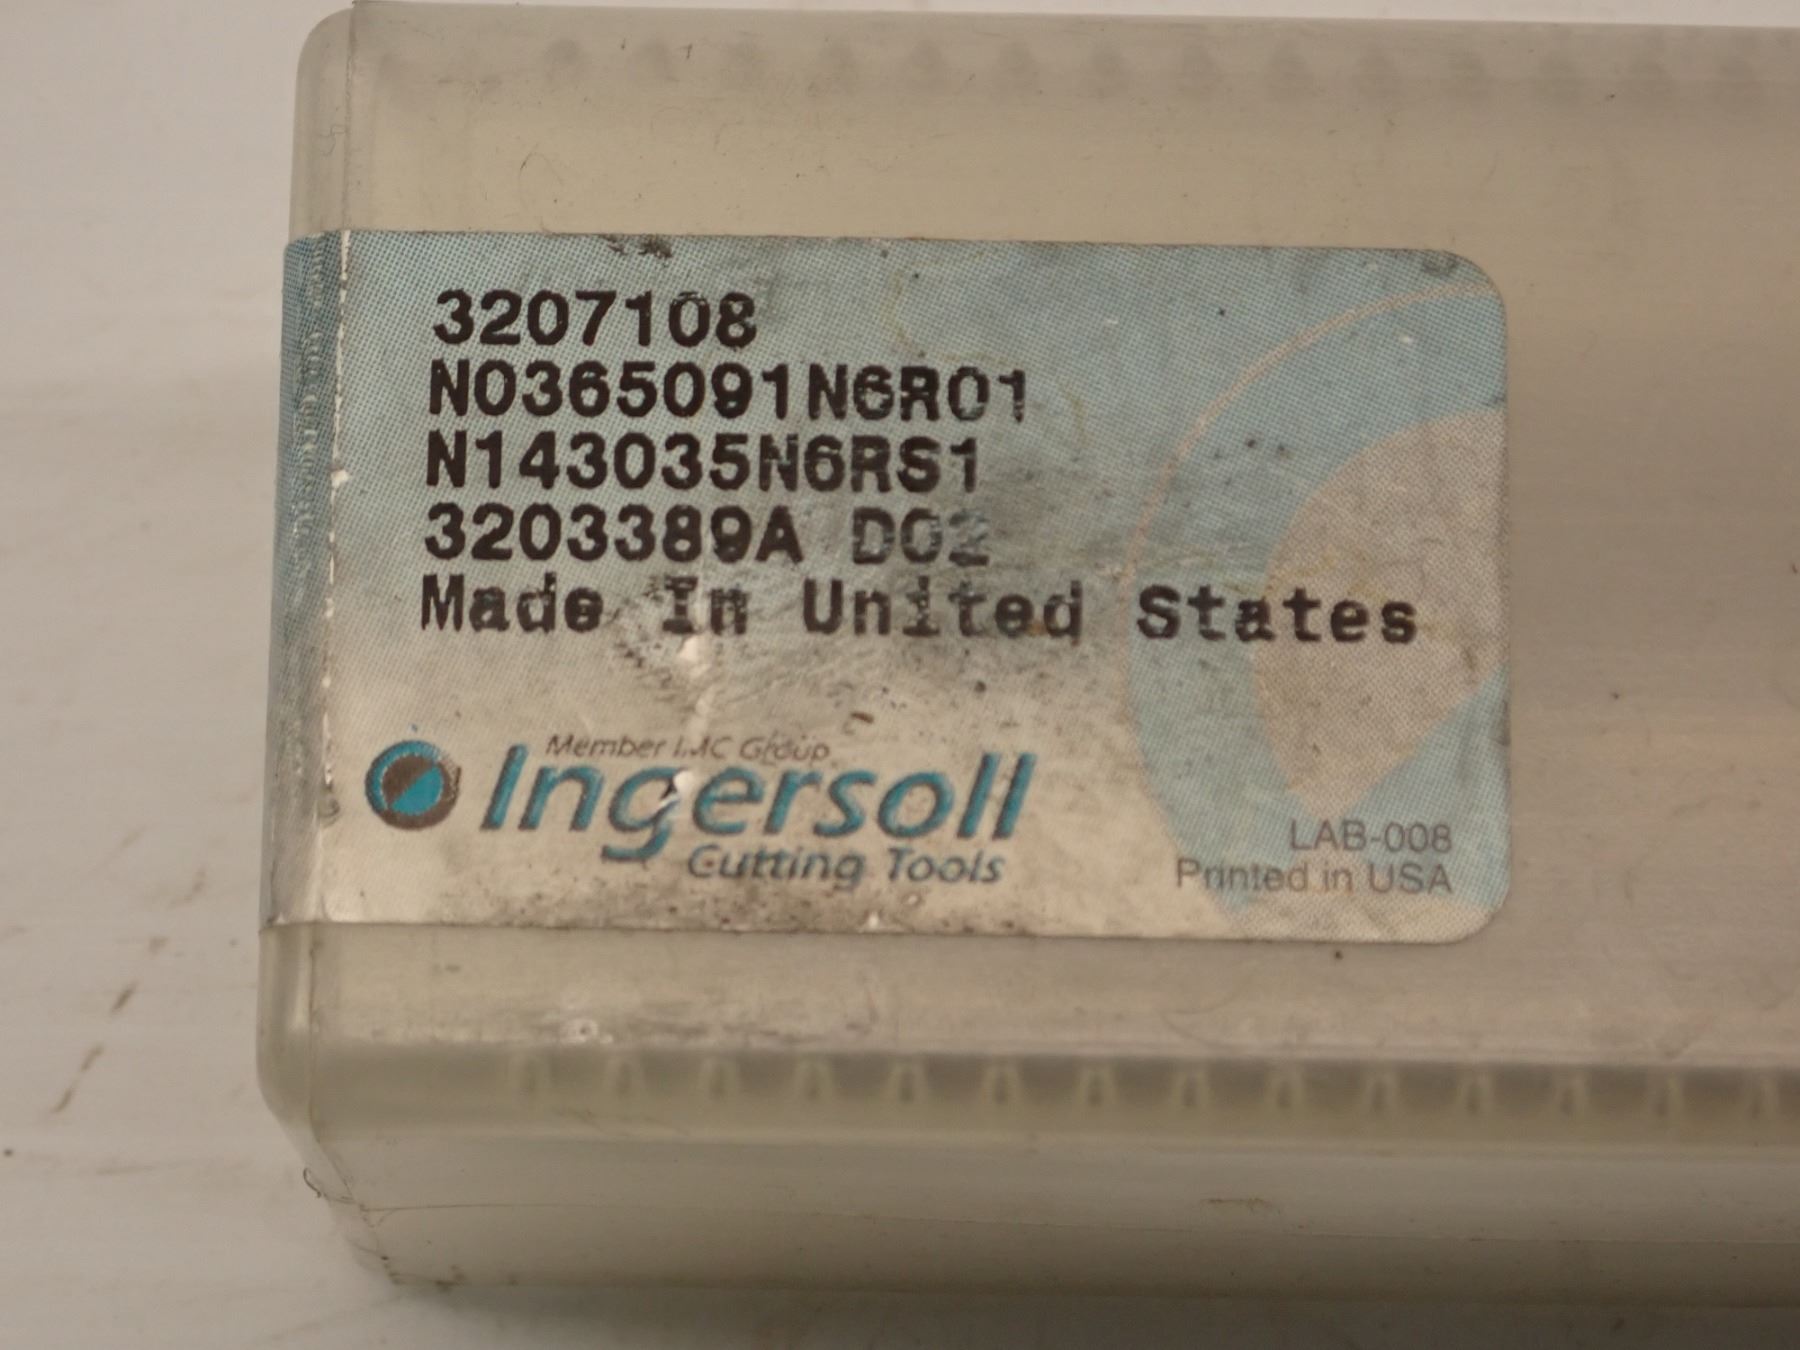 3207108
N0365091N6R01
N143035N6RS1
3203389A D02
Made In United States
Member IMC Group
Ingersoll
Cutting Tools
LAB-008
Printed in USA